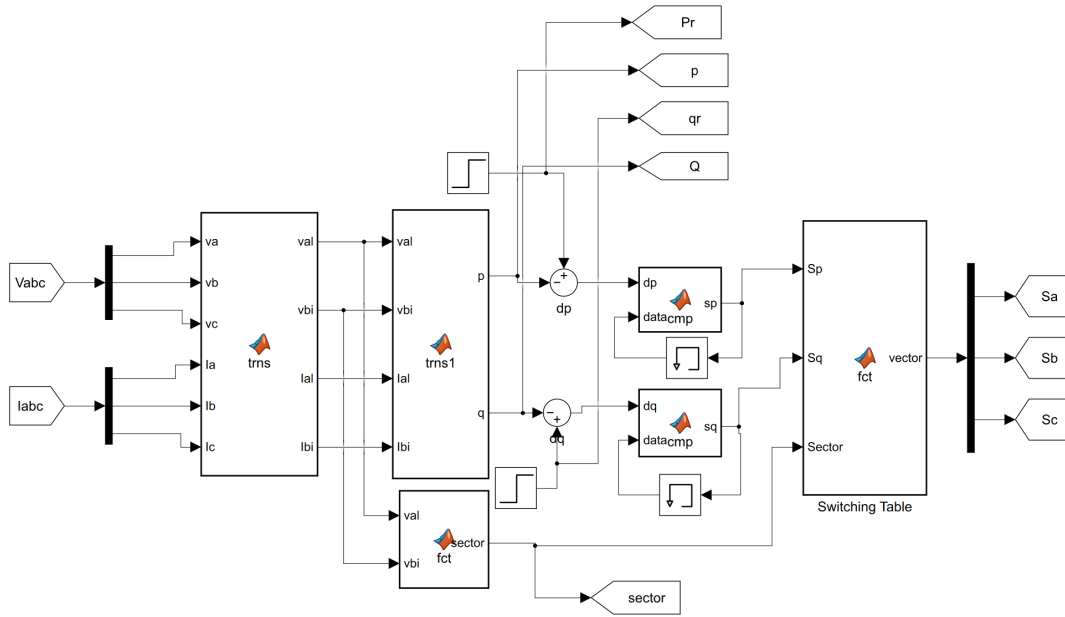 Pr
p
qr
Q
Vabc
Iabc
va
vb
vc
Ia
Ib
Ic
val
vbi
Ial
Ibi
trns
val
vbi
Ial
Ibi
p
q
trns1
dp
dq
dp
data
cmp
sp
dq
data
cmp
sq
val
vbi
sector
fct
sector
Sp
Sq
Sector
vector
fct
Switching Table
Sa
Sb
Sc